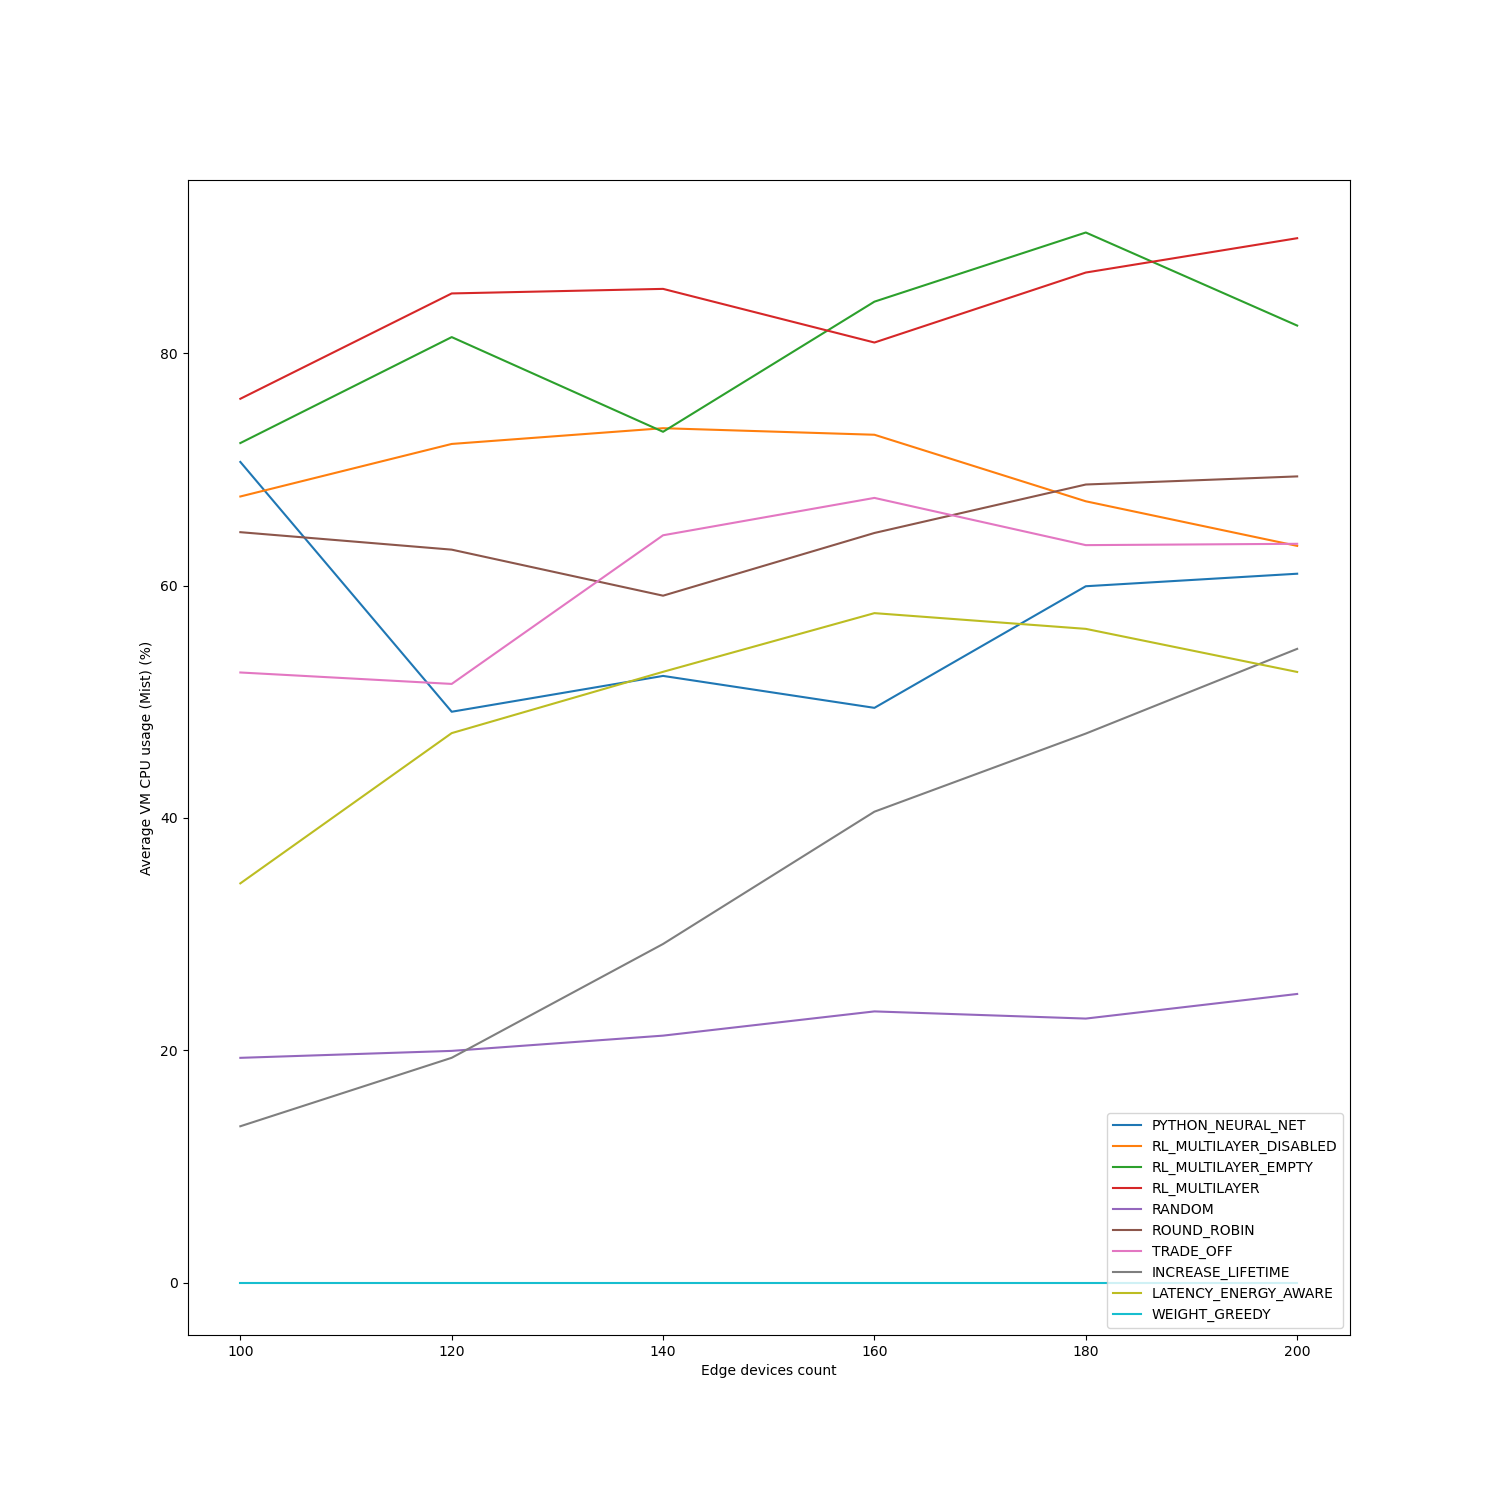 Average VM CPU usage (Mist) (%)
80
60
40
20
0
100 120 140 160 180 200
Edge devices count
PYTHON_NEURAL_NET
RL_MULTILAYER_DISABLED
RL_MULTILAYER_EMPTY
RL_MULTILAYER
RANDOM
ROUND_ROBIN
TRADE_OFF
INCREASE_LIFETIME
LATENCY_ENERGY_AWARE
WEIGHT_GREEDY